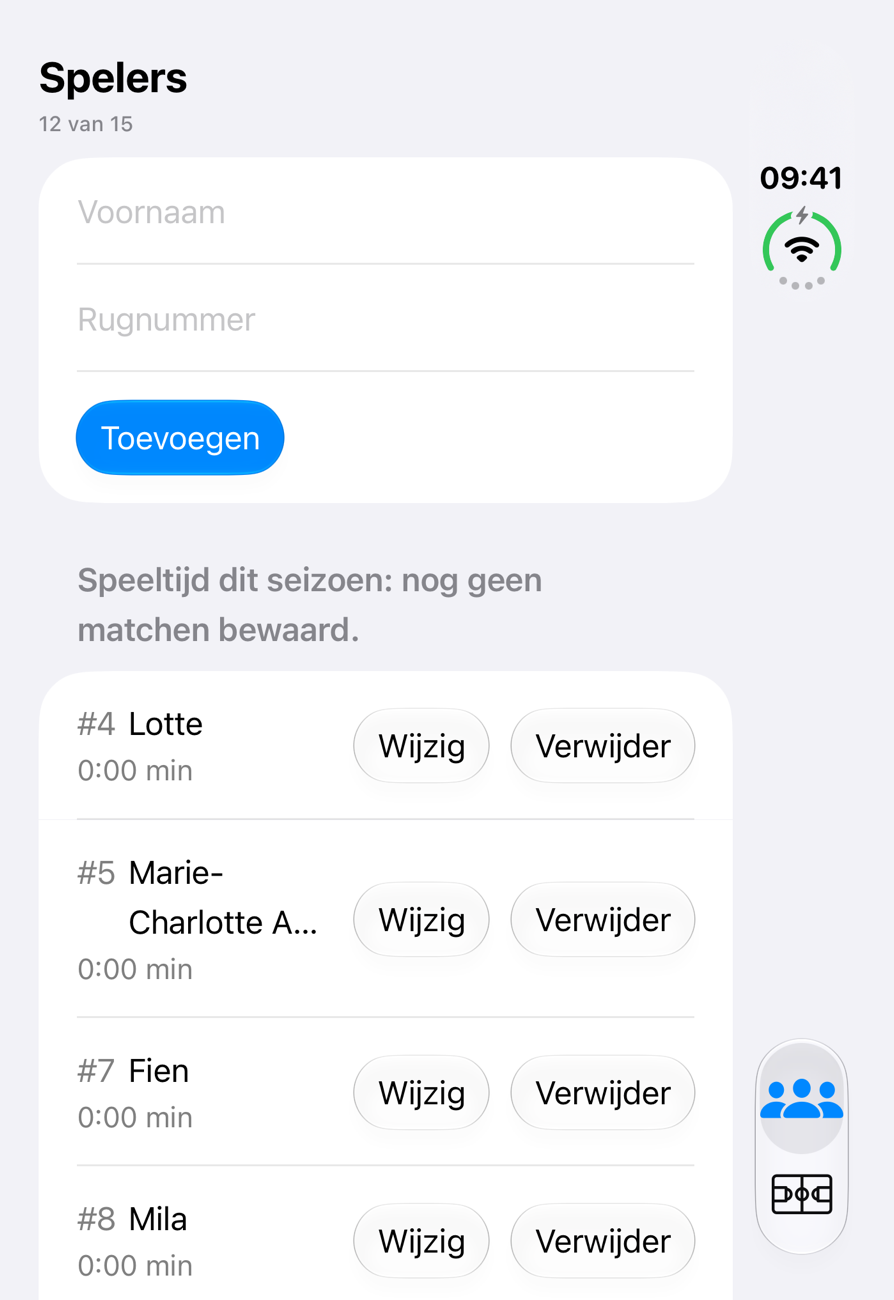 Spelers
12 van 15
09:41
Voornaam
Rugnummer
Toevoegen
Speeltijd dit seizoen: nog geen
matchen bewaard.
#4 Lotte
0:00 min
Wijzig
Verwijder
#5 Marie-
Charlotte A...
0:00 min
Wijzig
Verwijder
#7 Fien
0:00 min
Wijzig
Verwijder
#8 Mila
0:00 min
Wijzig
Verwijder